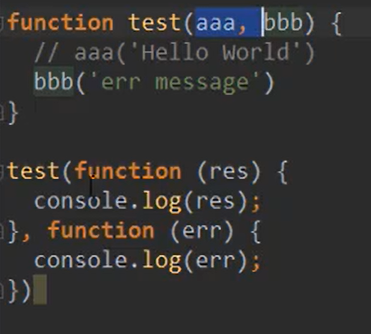 function test(aaa, bbb) {
  // aaa('Hello World')
  bbb('err message')
}

test(function (res) {
  console.log(res);
}, function (err) {
  console.log(err);
})